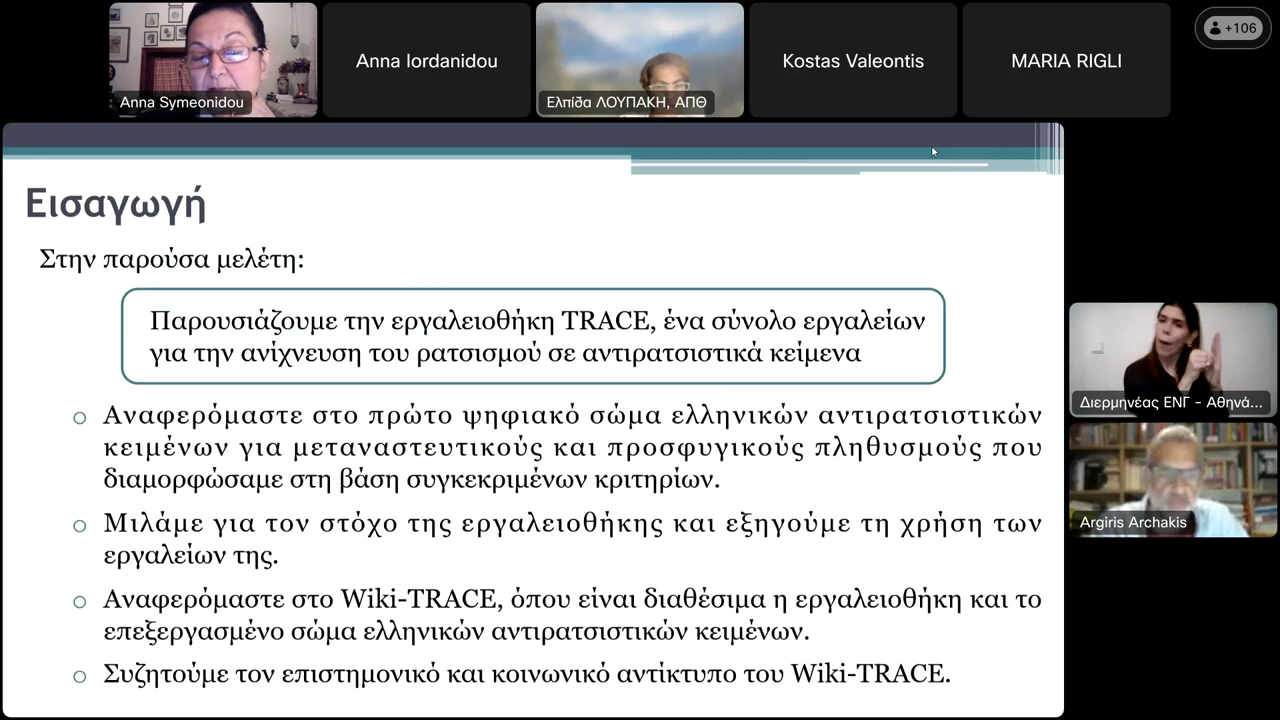 Anna Symeonidou
Anna Iordanidou
Ελπίδα ΛΟΥΠΑΚΗ, ΑΠΘ
Kostas Valeontis
MARIA RIGLI
+106
Εισαγωγή
Στην παρούσα μελέτη:
Παρουσιάζουμε την εργαλειοθήκη TRACE, ένα σύνολο εργαλείων
για την ανίχνευση του ρατσισμού σε αντιρατσιστικά κείμενα
Αναφερόμαστε στο πρώτο ψηφιακό σώμα ελληνικών αντιρατσιστικών
κειμένων για μεταναστευτικούς και προσφυγικούς πληθυσμούς που
διαμορφώσαμε στη βάση συγκεκριμένων κριτηρίων.
Μιλάμε για τον στόχο της εργαλειοθήκης και εξηγούμε τη χρήση των
εργαλείων της.
Αναφερόμαστε στο Wiki-TRACE, όπου είναι διαθέσιμα η εργαλειοθήκη και το
επεξεργασμένο σώμα ελληνικών αντιρατσιστικών κειμένων.
Συζητούμε τον επιστημονικό και κοινωνικό αντίκτυπο του Wiki-TRACE.
Διερμηνέας ΕΝΓ - Αθηνά...
Argiris Archakis